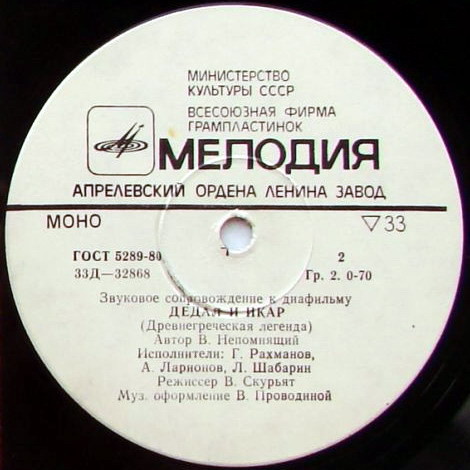 МИНИСТЕРСТВО
КУЛЬТУРЫ СССР
ВСЕСОЮЗНАЯ ФИРМА
ГРАМПЛАСТИНОК
МЕЛОДИЯ
АПРЕЛЕВСКИЙ ОРДЕНА ЛЕНИНА ЗАВОД
МОНО ▽33
ГОСТ 5289-80 2
33Д—32868 Гр. 2. 0-70
Звуковое сопровождение к диафильму
ДЕДАЛ И ИКАР
(Древнегреческая легенда)
Автор В. Непомнящий
Исполнители: Г. Рахманов,
А. Ларионов, Л. Шабарин
Режиссер В. Скурьят
Муз. оформление В. Проводиной